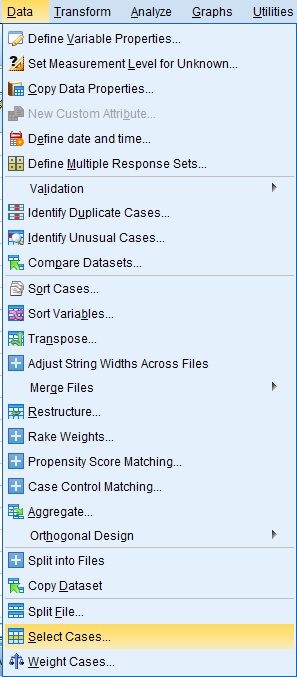 Data Transform Analyze Graphs Utilities
Define Variable Properties...
Set Measurement Level for Unknown...
Copy Data Properties...
New Custom Attribute...
Define date and time...
Define Multiple Response Sets...
Validation
Identify Duplicate Cases...
Identify Unusual Cases...
Compare Datasets...
Sort Cases...
Sort Variables...
Transpose...
Adjust String Widths Across Files
Merge Files
Restructure...
Rake Weights...
Propensity Score Matching...
Case Control Matching...
Aggregate...
Orthogonal Design
Split into Files
Copy Dataset
Split File...
Select Cases...
Weight Cases...